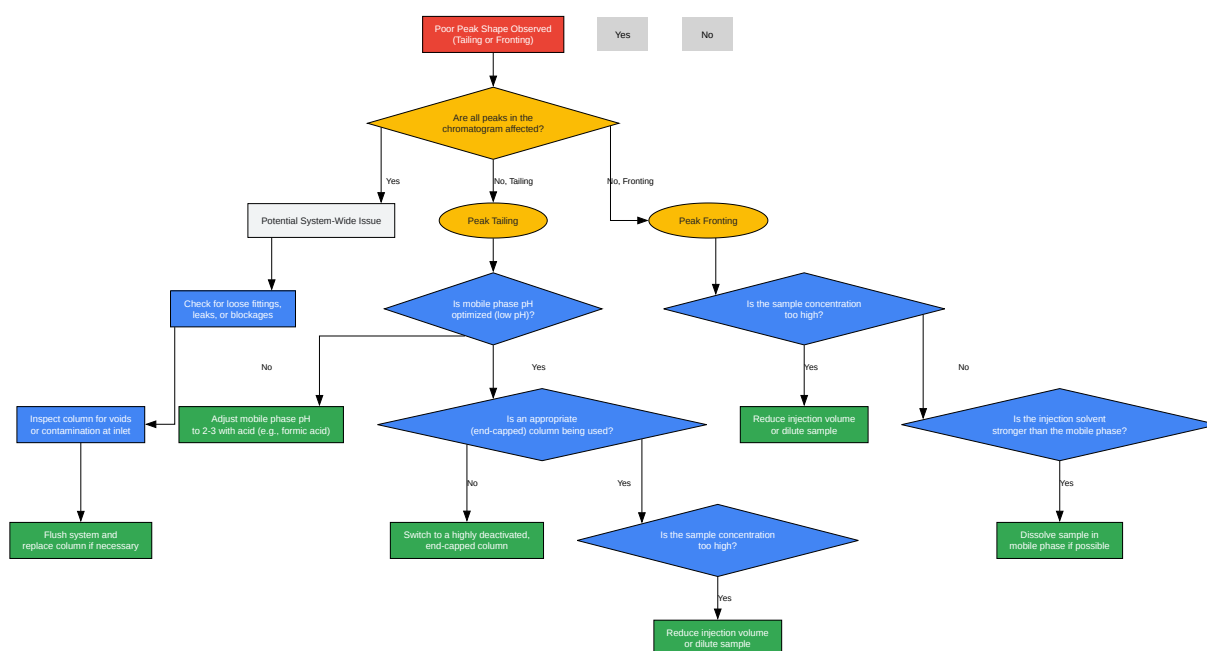 Poor Peak Shape Observed
(Tailing or Fronting)
Yes
No
Are all peaks in the
chromatogram affected?
Yes
No, Tailing
No, Fronting
Potential System-Wide Issue
Peak Tailing
Peak Fronting
Check for loose fittings,
leaks, or blockages
Is mobile phase pH
optimized (low pH)?
Is the sample concentration
too high?
No
Yes
Yes
No
Inspect column for voids
or contamination at inlet
Adjust mobile phase pH
to 2-3 with acid (e.g., formic acid)
Is an appropriate
(end-capped) column being used?
Reduce injection volume
or dilute sample
Is the injection solvent
stronger than the mobile phase?
No
Yes
Yes
Flush system and
replace column if necessary
Switch to a highly deactivated,
end-capped column
Is the sample concentration
too high?
Dissolve sample in
mobile phase if possible
Yes
Reduce injection volume
or dilute sample